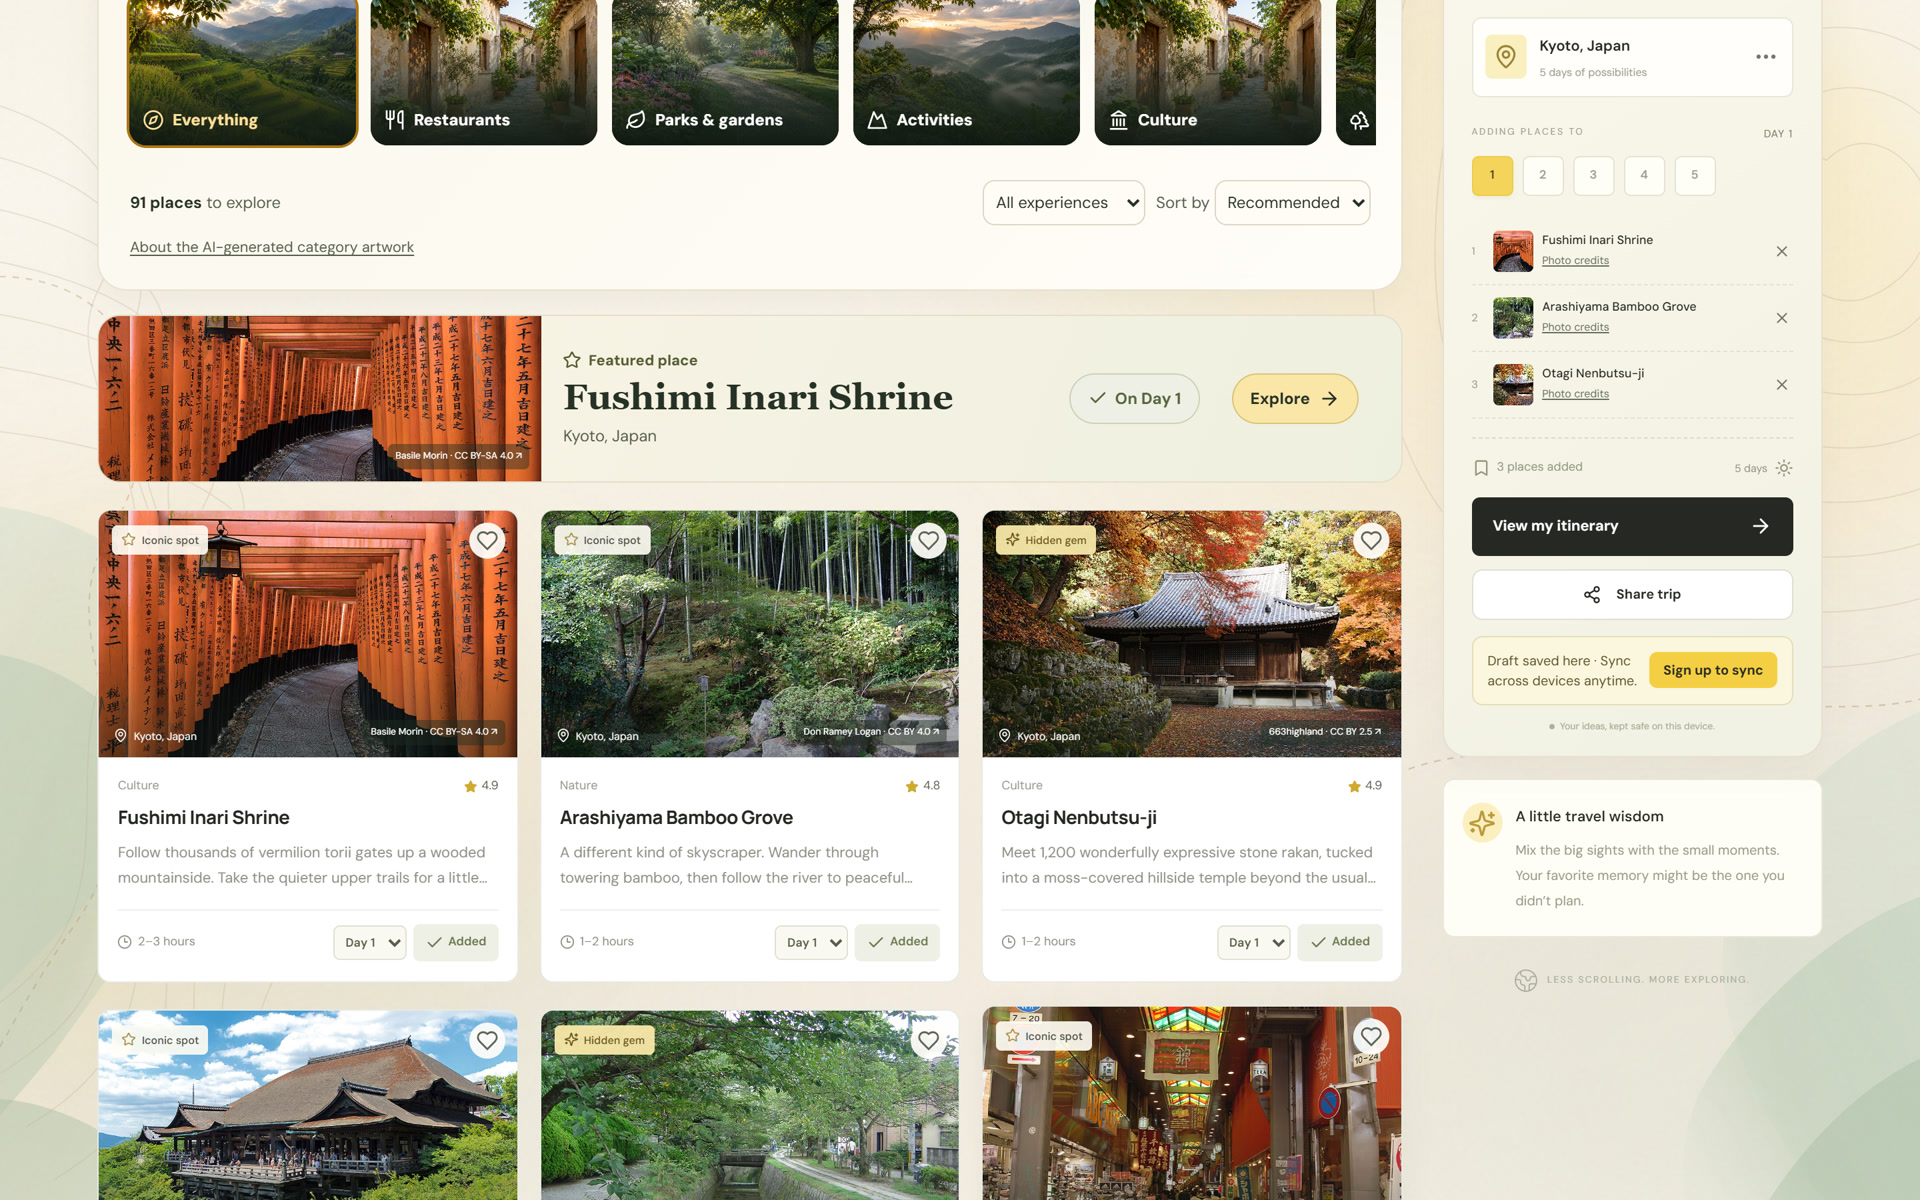 Everything
Restaurants
Parks & gardens
Activities
Culture
91 places to explore
All experiences
Sort by
Recommended
About the AI-generated category artwork
Featured place
Fushimi Inari Shrine
Kyoto, Japan
On Day 1
Explore
Basile Morin · CC BY-SA 4.0
Iconic spot
Kyoto, Japan
Basile Morin · CC BY-SA 4.0
Culture
4.9
Fushimi Inari Shrine
Follow thousands of vermilion torii gates up a wooded
mountainside. Take the quieter upper trails for a little...
2–3 hours
Day 1
Added
Iconic spot
Kyoto, Japan
Don Ramey Logan · CC BY 4.0
Nature
4.8
Arashiyama Bamboo Grove
A different kind of skyscraper. Wander through
towering bamboo, then follow the river to peaceful...
1–2 hours
Day 1
Added
Hidden gem
Kyoto, Japan
663highland · CC BY 2.5
Culture
4.9
Otagi Nenbutsu-ji
Meet 1,200 wonderfully expressive stone rakan, tucked
into a moss-covered hillside temple beyond the usual...
1–2 hours
Day 1
Added
Iconic spot
Hidden gem
Iconic spot
7-20
10-24
Kyoto, Japan
5 days of possibilities
ADDING PLACES TO
DAY 1
1
2
3
4
5
1
Fushimi Inari Shrine
Photo credits
2
Arashiyama Bamboo Grove
Photo credits
3
Otagi Nenbutsu-ji
Photo credits
3 places added
5 days
View my itinerary
Share trip
Draft saved here · Sync
across devices anytime.
Sign up to sync
Your ideas, kept safe on this device.
A little travel wisdom
Mix the big sights with the small moments.
Your favorite memory might be the one you
didn't plan.
LESS SCROLLING. MORE EXPLORING.